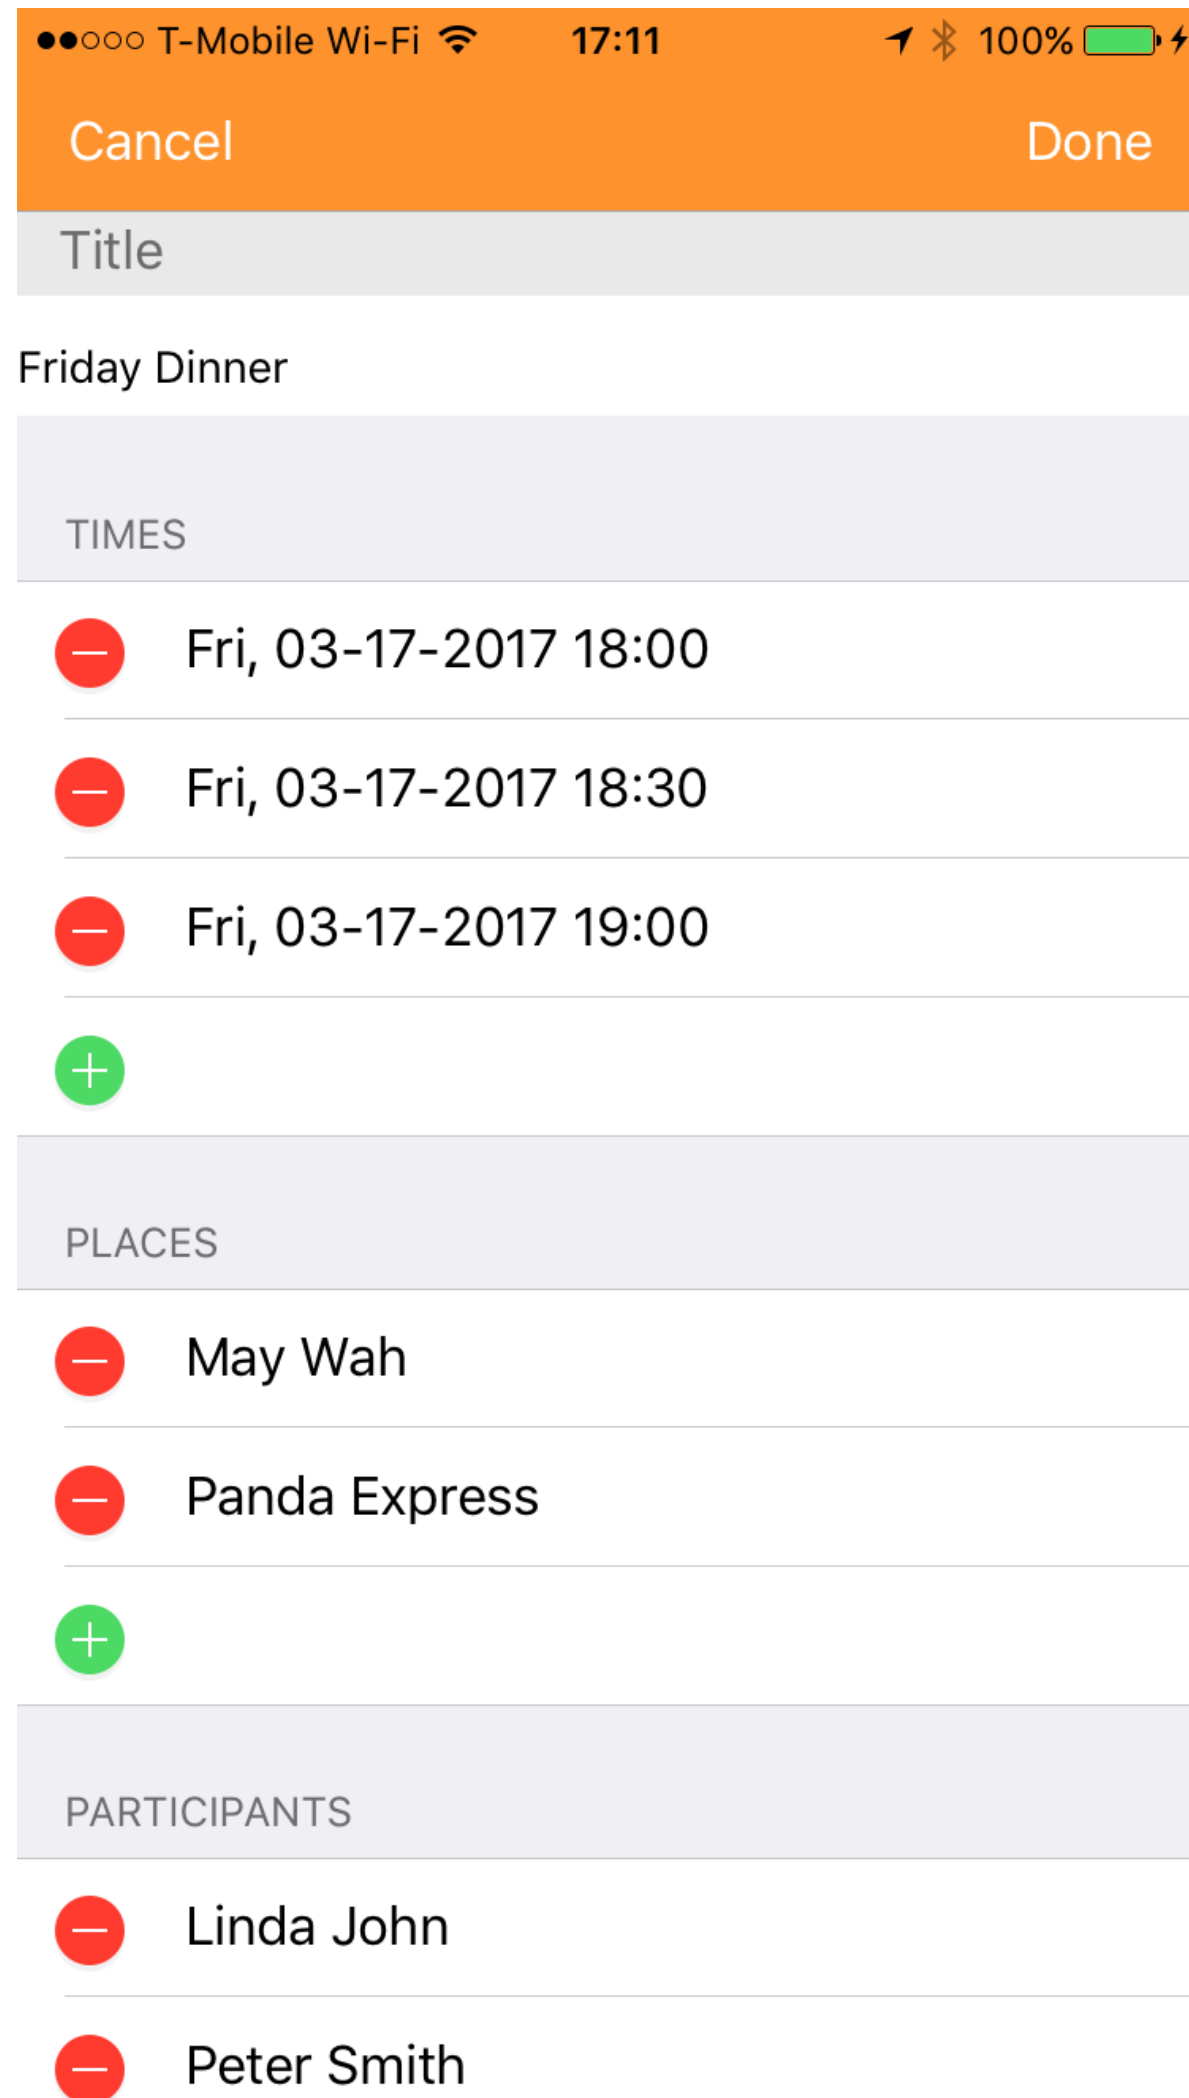 T-Mobile Wi-Fi 17:11 100%
Cancel Done
Title
Friday Dinner
TIMES
Fri, 03-17-2017 18:00
Fri, 03-17-2017 18:30
Fri, 03-17-2017 19:00
PLACES
May Wah
Panda Express
PARTICIPANTS
Linda John
Peter Smith